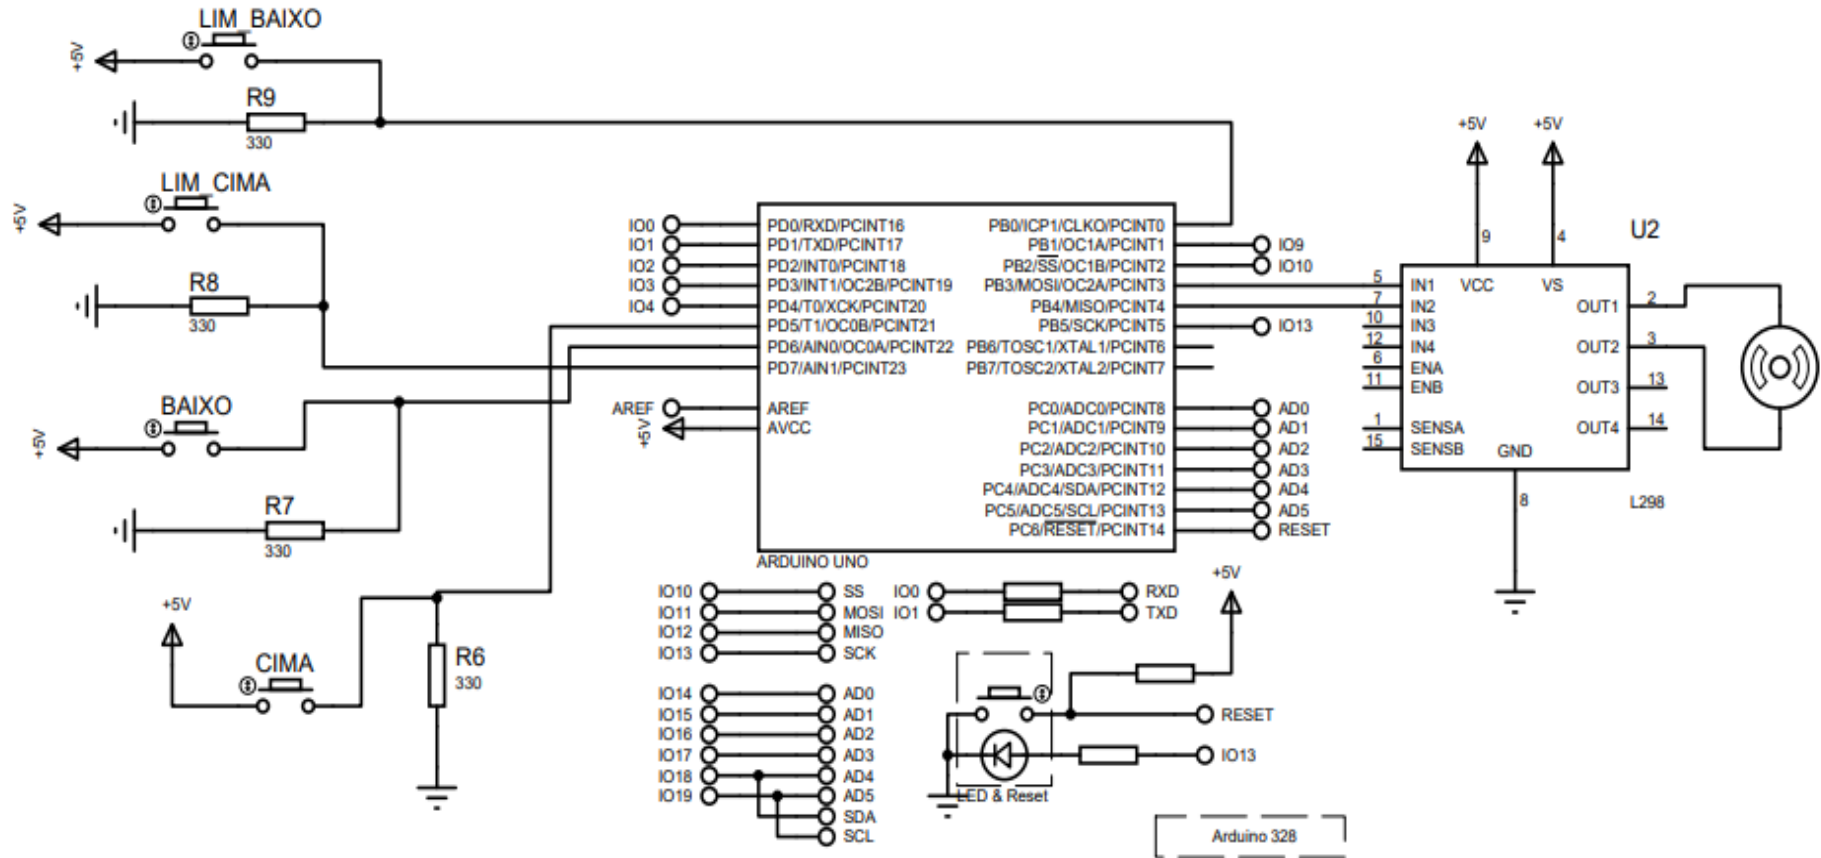 LIM_BAIXO
+5V
R9
330
LIM_CIMA
+5V
R8
330
BAIXO
+5V
R7
330
+5V
CIMA
R6
330
IO0
IO1
IO2
IO3
IO4
AREF
+5V
PD0/RXD/PCINT16
PD1/TXD/PCINT17
PD2/INT0/PCINT18
PD3/INT1/OC2B/PCINT19
PD4/T0/XCK/PCINT20
PD5/T1/OC0B/PCINT21
PD6/AIN0/OC0A/PCINT22
PD7/AIN1/PCINT23
AREF
AVCC
PB0/ICP1/CLKO/PCINT0
PB1/OC1A/PCINT1
PB2/SS/OC1B/PCINT2
PB3/MOSI/OC2A/PCINT3
PB4/MISO/PCINT4
PB5/SCK/PCINT5
PB6/TOSC1/XTAL1/PCINT6
PB7/TOSC2/XTAL2/PCINT7
PC0/ADC0/PCINT8
PC1/ADC1/PCINT9
PC2/ADC2/PCINT10
PC3/ADC3/PCINT11
PC4/ADC4/SDA/PCINT12
PC5/ADC5/SCL/PCINT13
PC6/RESET/PCINT14
IO9
IO10
IO13
AD0
AD1
AD2
AD3
AD4
AD5
RESET
ARDUINO UNO
+5V
+5V
9
4
U2
5 IN1
7 IN2
10 IN3
12 IN4
6 ENA
11 ENB
1 SENSA
15 SENSB
VCC
VS
GND
8
OUT1 2
OUT2 3
OUT3 13
OUT4 14
L298
IO10 SS
IO11 MOSI
IO12 MISO
IO13 SCK
IO14 AD0
IO15 AD1
IO16 AD2
IO17 AD3
IO18 AD4
IO19 AD5
SDA
SCL
IO0 RXD
IO1 TXD
+5V
RESET
IO13
LED & Reset
Arduino 328